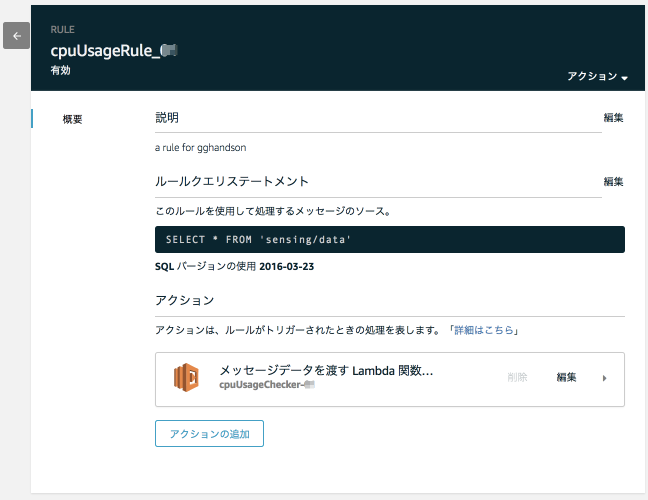 RULE
cpuUsageRule_
有効
アクション
概要
説明
編集
a rule for gghandson
ルールクエリステートメント
編集
このルールを使用して処理するメッセージのソース。
SELECT * FROM 'sensing/data'
SQL バージョンの使用 2016-03-23
アクション
アクションは、ルールがトリガーされたときの処理を表します。「詳細はこちら」
メッセージデータを渡す Lambda 関数...
cpuUsageChecker-
削除
編集
アクションの追加